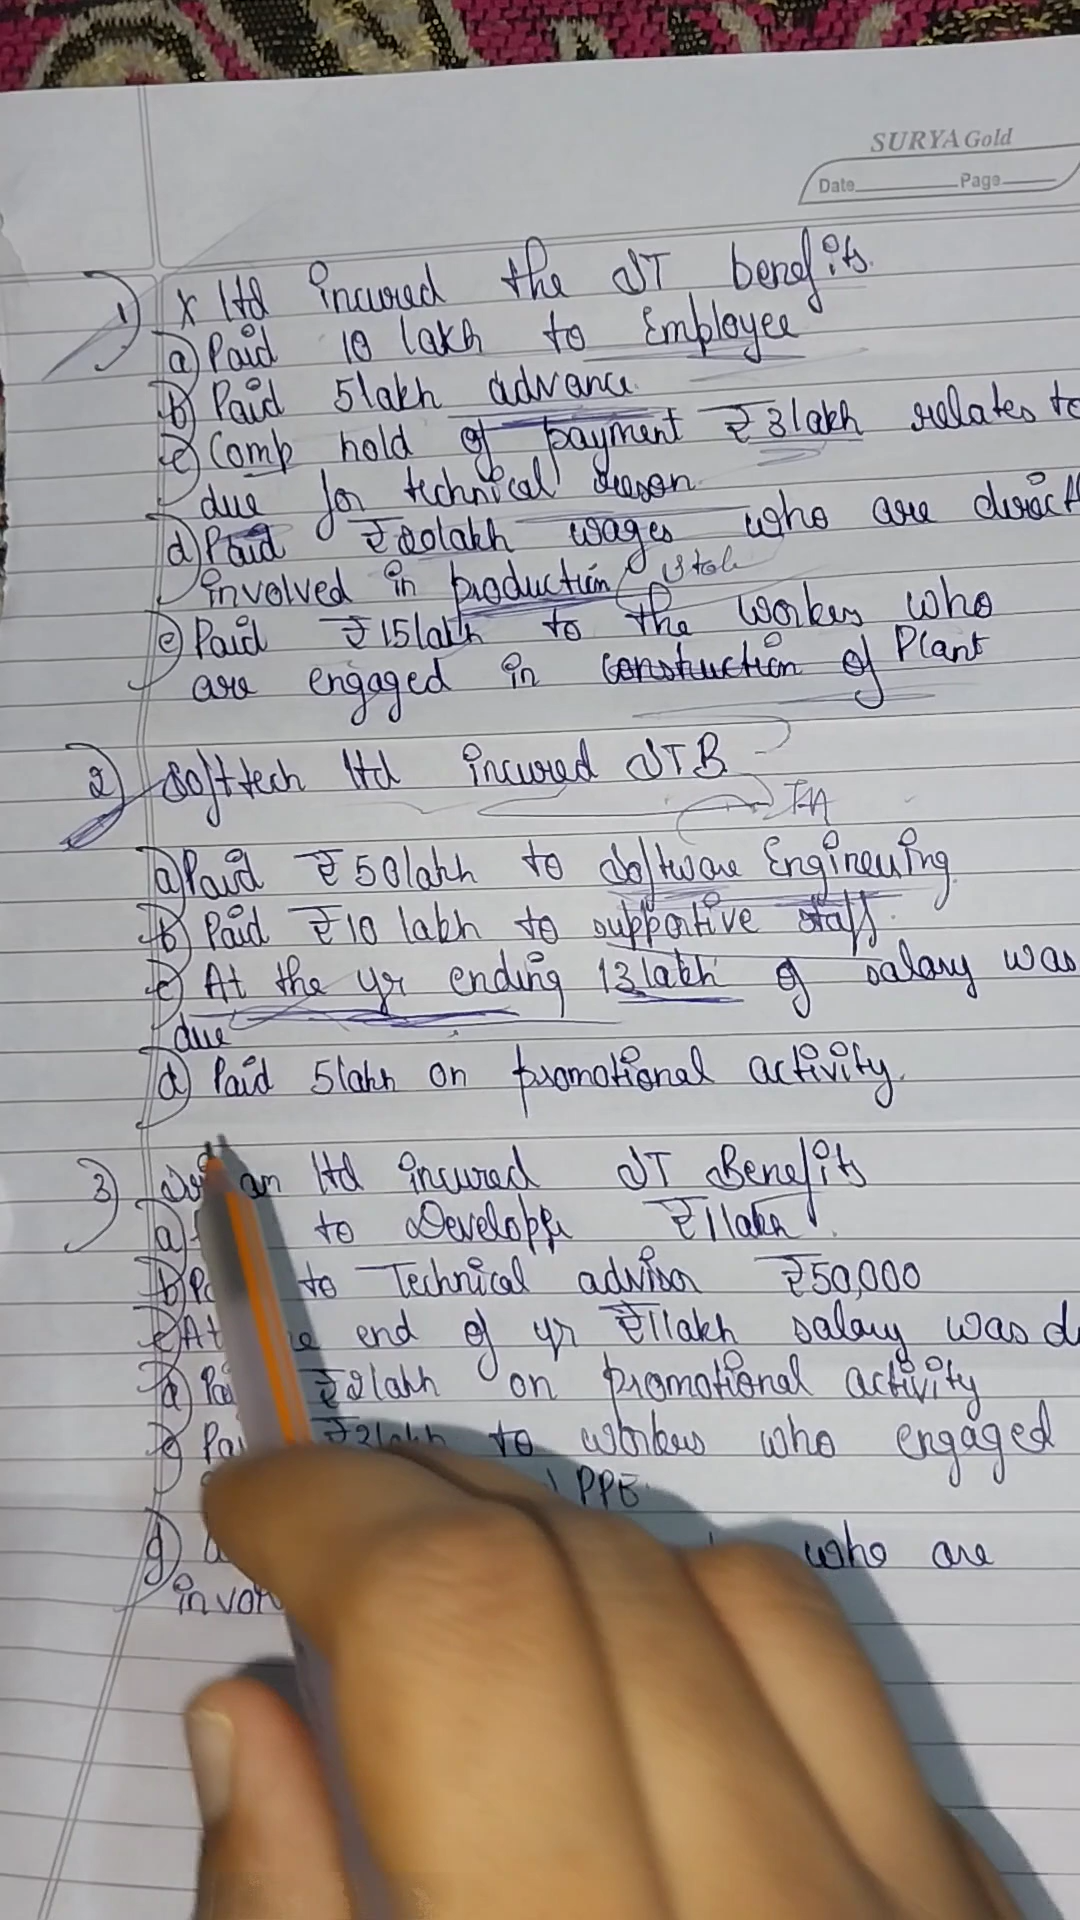 SURYA Gold
Date Page
1) X ltd incured the ST benefits.
a) Paid 10 lakh to Employee
b) Paid 5 lakh advance.
c) Comp hold of payment ₹ 3 lakh relates to
due for technical reason
d) Paid ₹ 20 lakh wages who are direct
involved in production
e) Paid ₹ 15 lakh to the workers who
are engaged in constuction of Plant
2) Softtech ltd incured STB
a) Paid ₹ 50 lakh to Software Engineering
b) Paid ₹ 10 lakh to supportive staff.
c) At the yr ending 13 lakh of salary was
due
d) Paid 5 lakh on promotional activity.
3) ltd incured ST Benefits
a) to Develope ₹ 1 lakh.
b) to Technical advisor ₹ 50,000
c) At end of yr ₹ 1 lakh salary was
d) ₹ 2 lakh on promotional activity
e) ₹ 2 lakh to workers who engaged
PPE.
g) who are